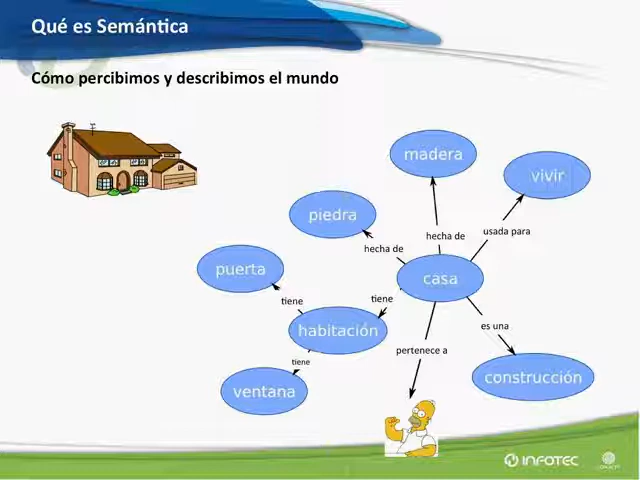 Qué es Semántica
Cómo percibimos y describimos el mundo
madera
vivir
piedra
hecha de
usada para
hecha de
puerta
casa
tiene
tiene
habitación
es una
tiene
pertenece a
construcción
ventana
INFOTEC